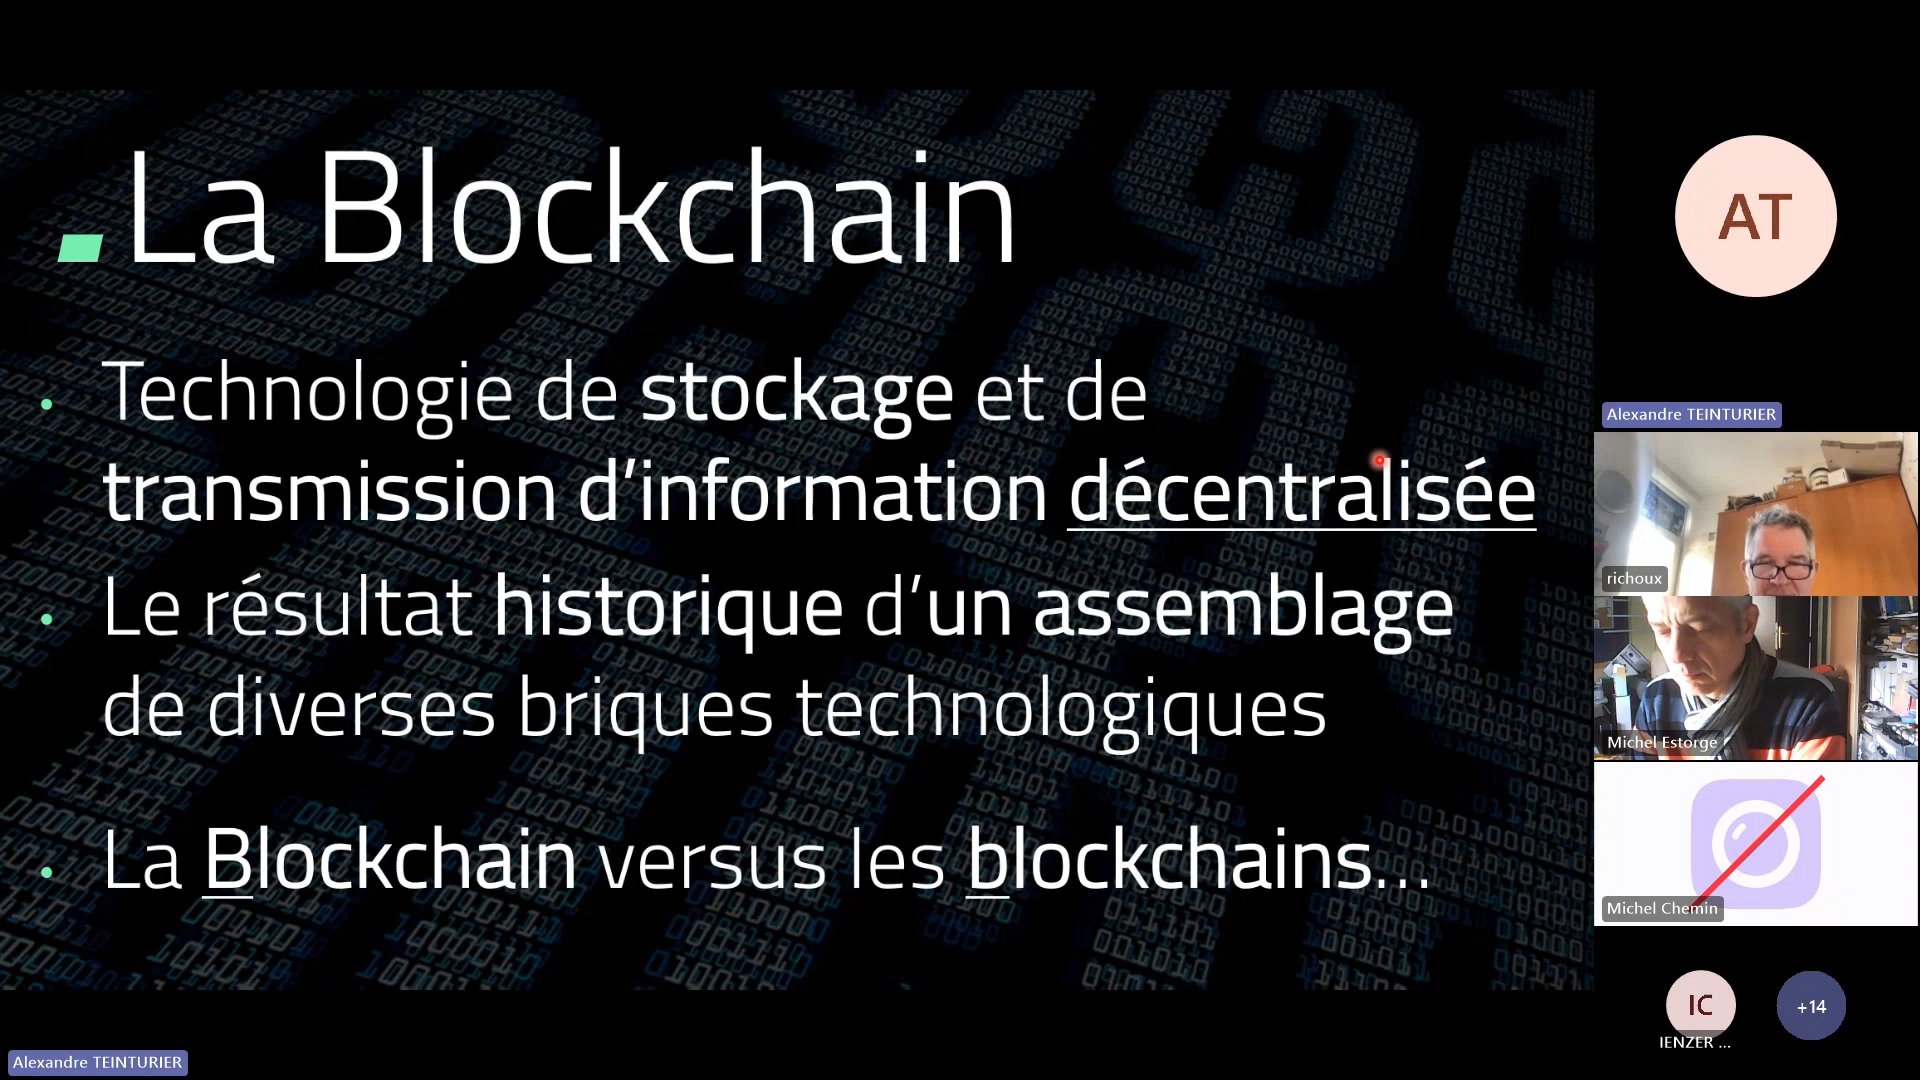 La Blockchain
Technologie de stockage et de
transmission d’information décentralisée
Le résultat historique d’un assemblage
de diverses briques technologiques
La Blockchain versus les blockchains...
Alexandre TEINTURIER
AT
Alexandre TEINTURIER
richoux
Michel Estorge
Michel Chemin
IC
IENZER ...
+14